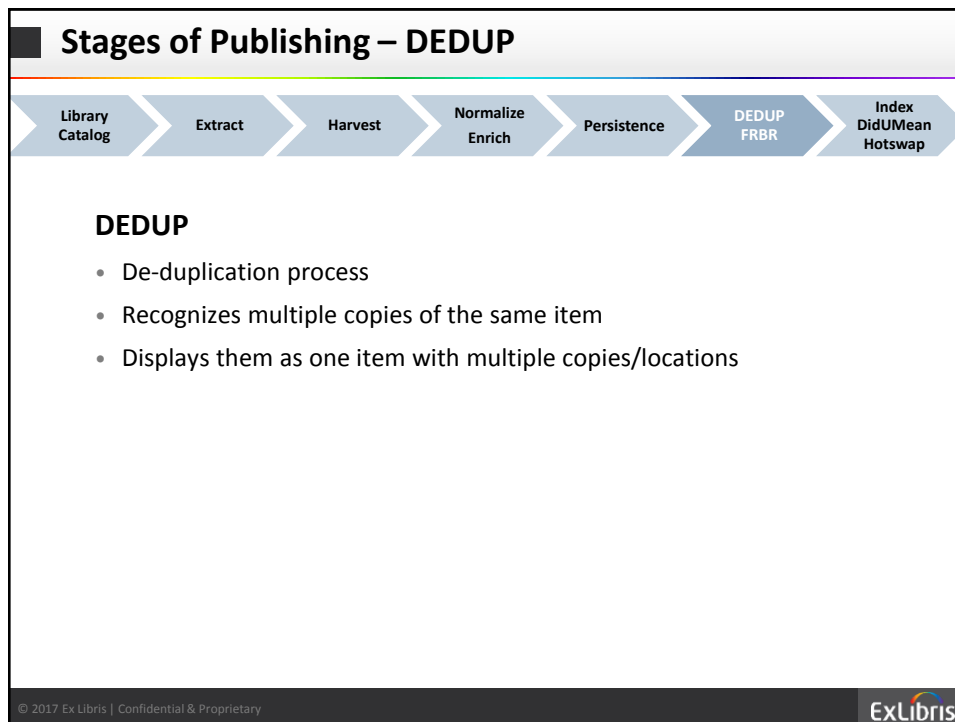 Stages of Publishing – DEDUP
Library
Catalog
Extract
Harvest
Normalize
Enrich
Persistence
DEDUP
FRBR
Index
DidUMean
Hotswap
DEDUP
• De-duplication process
• Recognizes multiple copies of the same item
• Displays them as one item with multiple copies/locations
© 2017 Ex Libris | Confidential & Proprietary
ExLibris